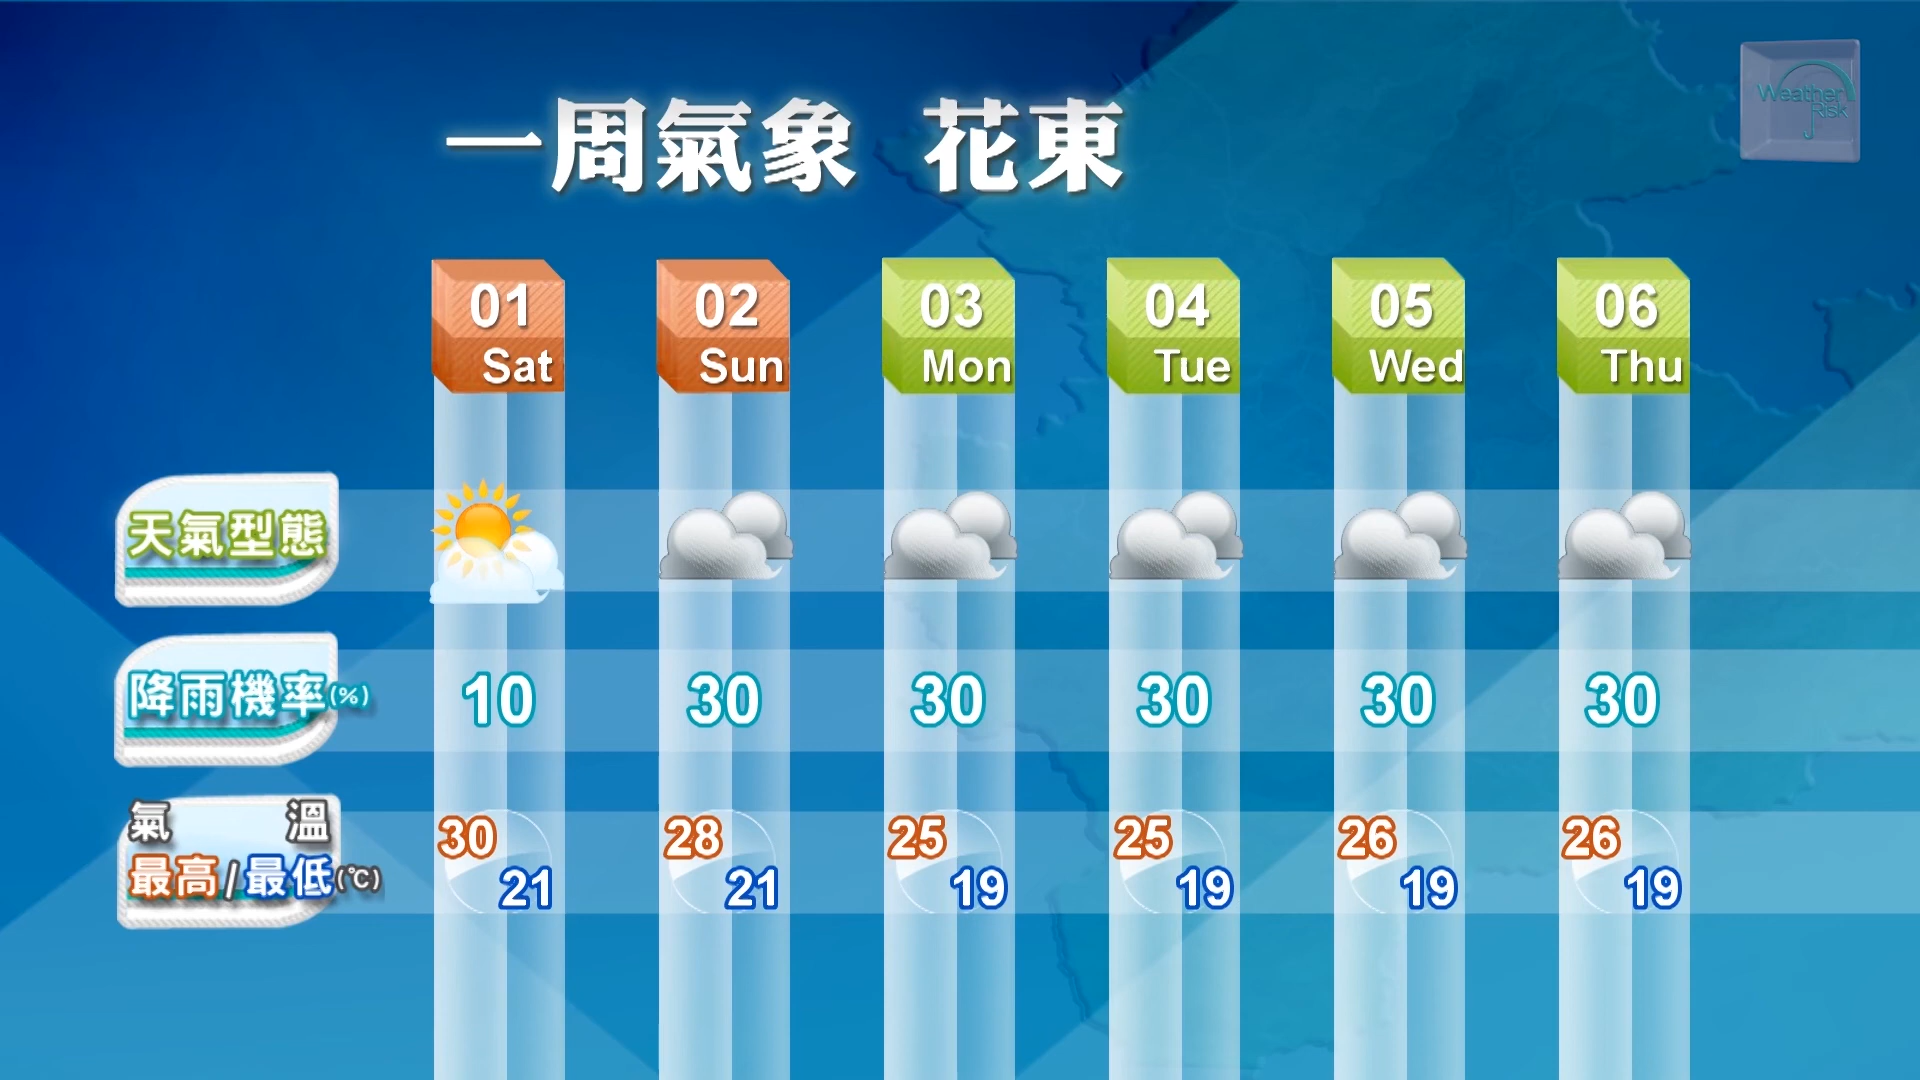 一周氣象 花東
Weather
Risk
01 02 03 04 05 06
Sat Sun Mon Tue Wed Thu
天氣型態
降雨機率(%) 10 30 30 30 30 30
氣 溫 30 28 25 25 26 26
最高/最低(℃) 21 21 19 19 19 19